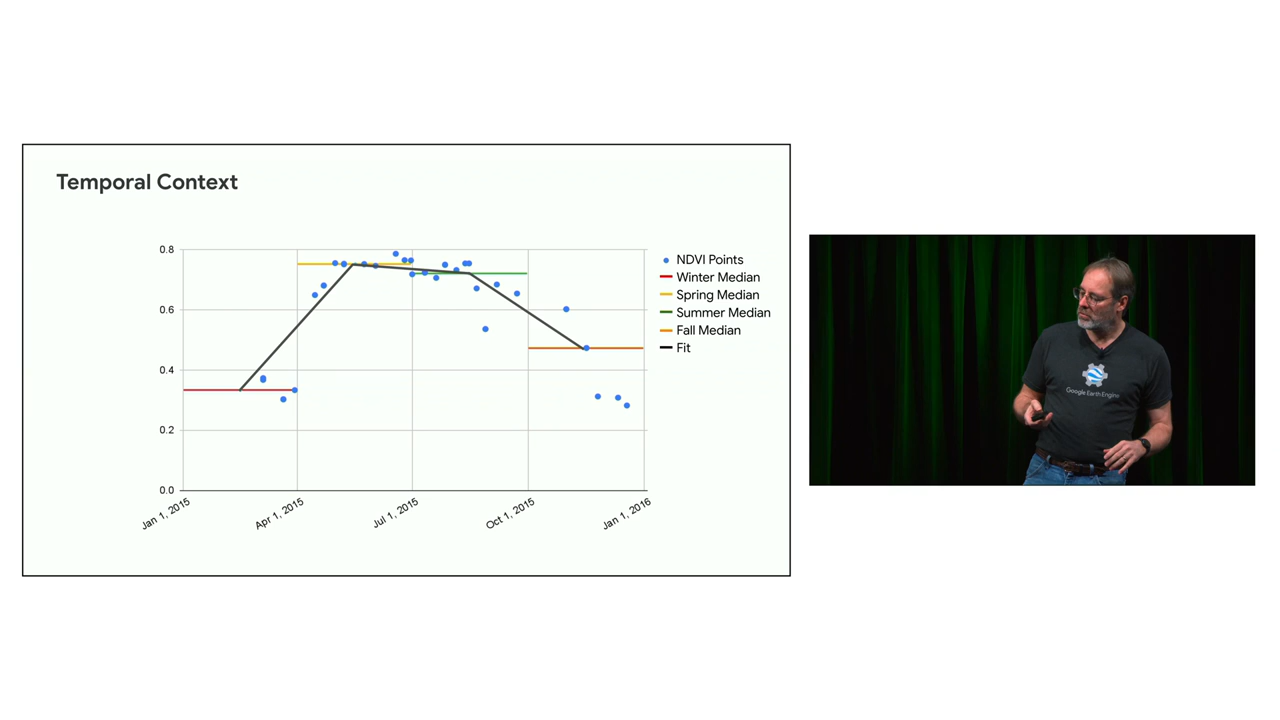 Temporal Context
0.8
0.6
0.4
0.2
0.0
Jan 1, 2015
Apr 1, 2015
Jul 1, 2015
Oct 1, 2015
Jan 1, 2016
NDVI Points
Winter Median
Spring Median
Summer Median
Fall Median
Fit
Google Earth Engine